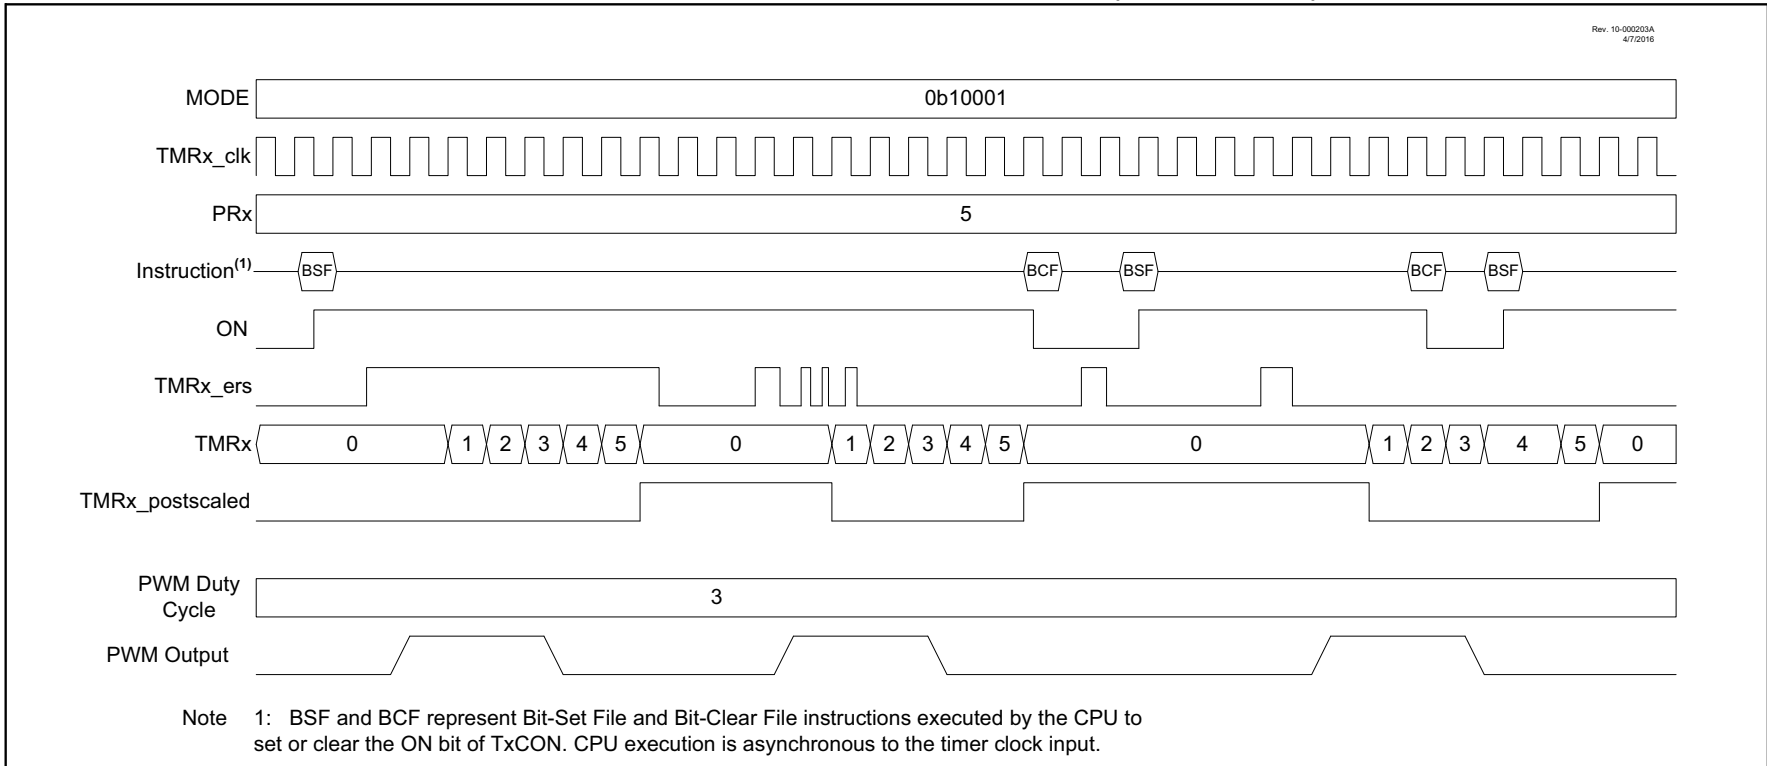 Rev. 10-000203A
4/7/2016
MODE 0b10001
TMRx_clk
PRx 5
Instruction(1) BSF BCF BSF BCF BSF
ON
TMRx_ers
TMRx 0 1 2 3 4 5 0 1 2 3 4 5 0 1 2 3 4 5 0
TMRx_postscaled
PWM Duty
Cycle 3
PWM Output
Note 1: BSF and BCF represent Bit-Set File and Bit-Clear File instructions executed by the CPU to
set or clear the ON bit of TxCON. CPU execution is asynchronous to the timer clock input.